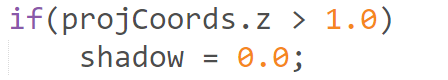 if(projCoords.z > 1.0)
    shadow = 0.0;